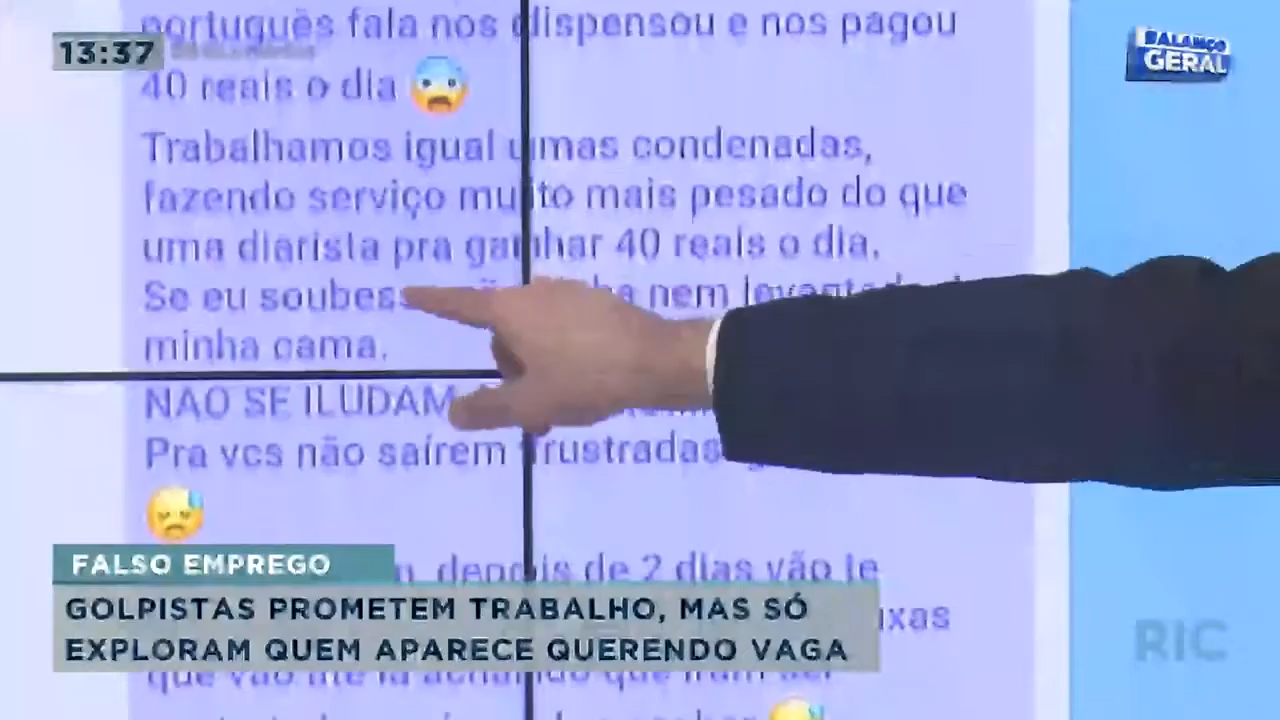 português fala nos dispensou e nos pagou
13:37
BALANÇO
GERAL
40 reais o dia
Trabalhamos igual umas condenadas,
fazendo serviço muito mais pesado do que
uma diarista pra ganhar 40 reais o dia.
Se eu soubes nem
minha cama.
NAO SE ILUDAM
Pra vcs não saírem frustradas
FALSO EMPREGO
depois de 2 dias vão te
GOLPISTAS PROMETEM TRABALHO, MAS SÓ
EXPLORAM QUEM APARECE QUERENDO VAGA
RIC